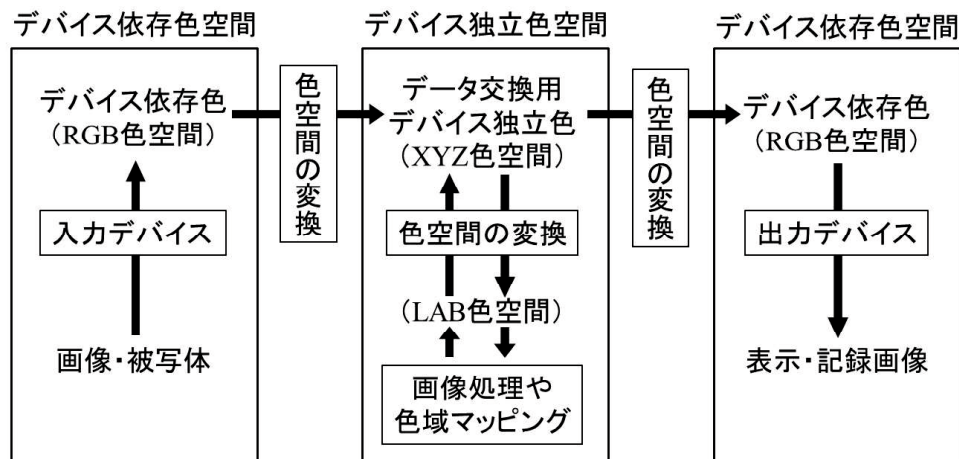 デバイス依存色空間
デバイス依存色
(RGB色空間)
入力デバイス
画像・被写体
色空間の変換
デバイス独立色空間
データ交換用
デバイス独立色
(XYZ色空間)
色空間の変換
(LAB色空間)
画像処理や
色域マッピング
色空間の変換
デバイス依存色空間
デバイス依存色
(RGB色空間)
出力デバイス
表示・記録画像